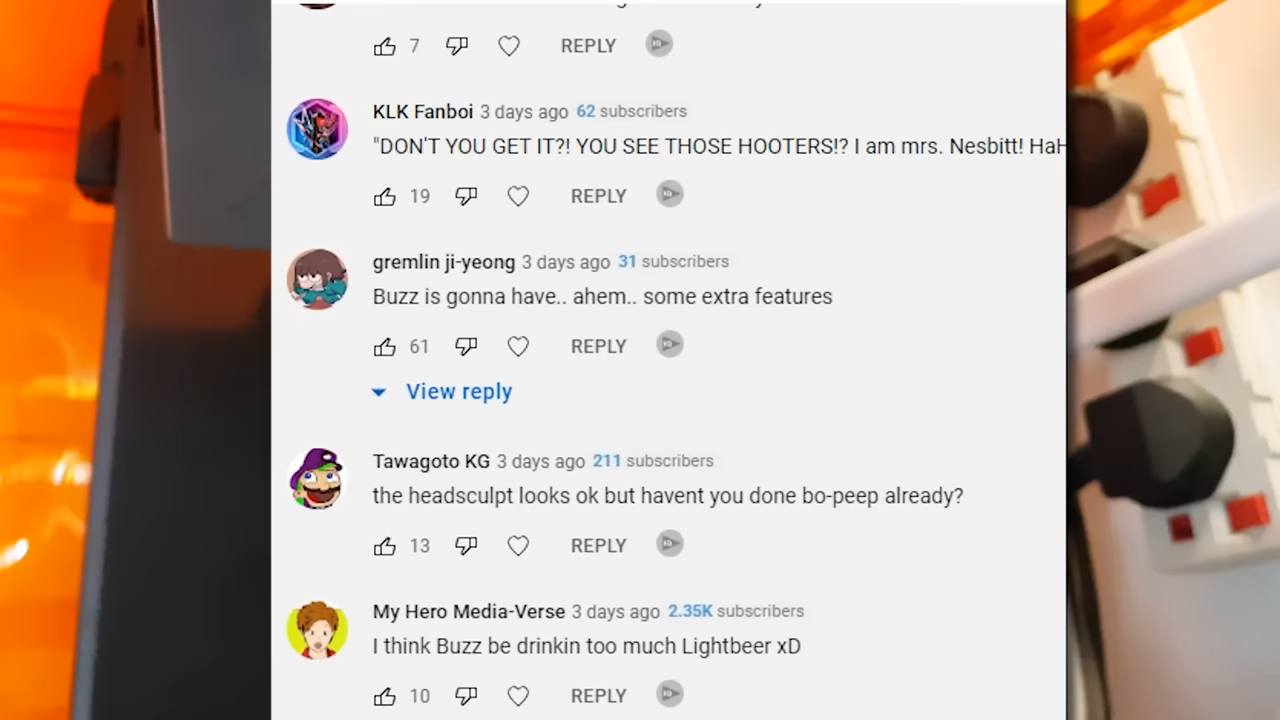 7 REPLY
KLK Fanboi 3 days ago 62 subscribers
"DON'T YOU GET IT?! YOU SEE THOSE HOOTERS!? I am mrs. Nesbitt! HaH
19 REPLY
gremlin ji-yeong 3 days ago 31 subscribers
Buzz is gonna have.. ahem.. some extra features
61 REPLY
View reply
Tawagoto KG 3 days ago 211 subscribers
the headsculpt looks ok but havent you done bo-peep already?
13 REPLY
My Hero Media-Verse 3 days ago 2.35K subscribers
I think Buzz be drinkin too much Lightbeer xD
10 REPLY